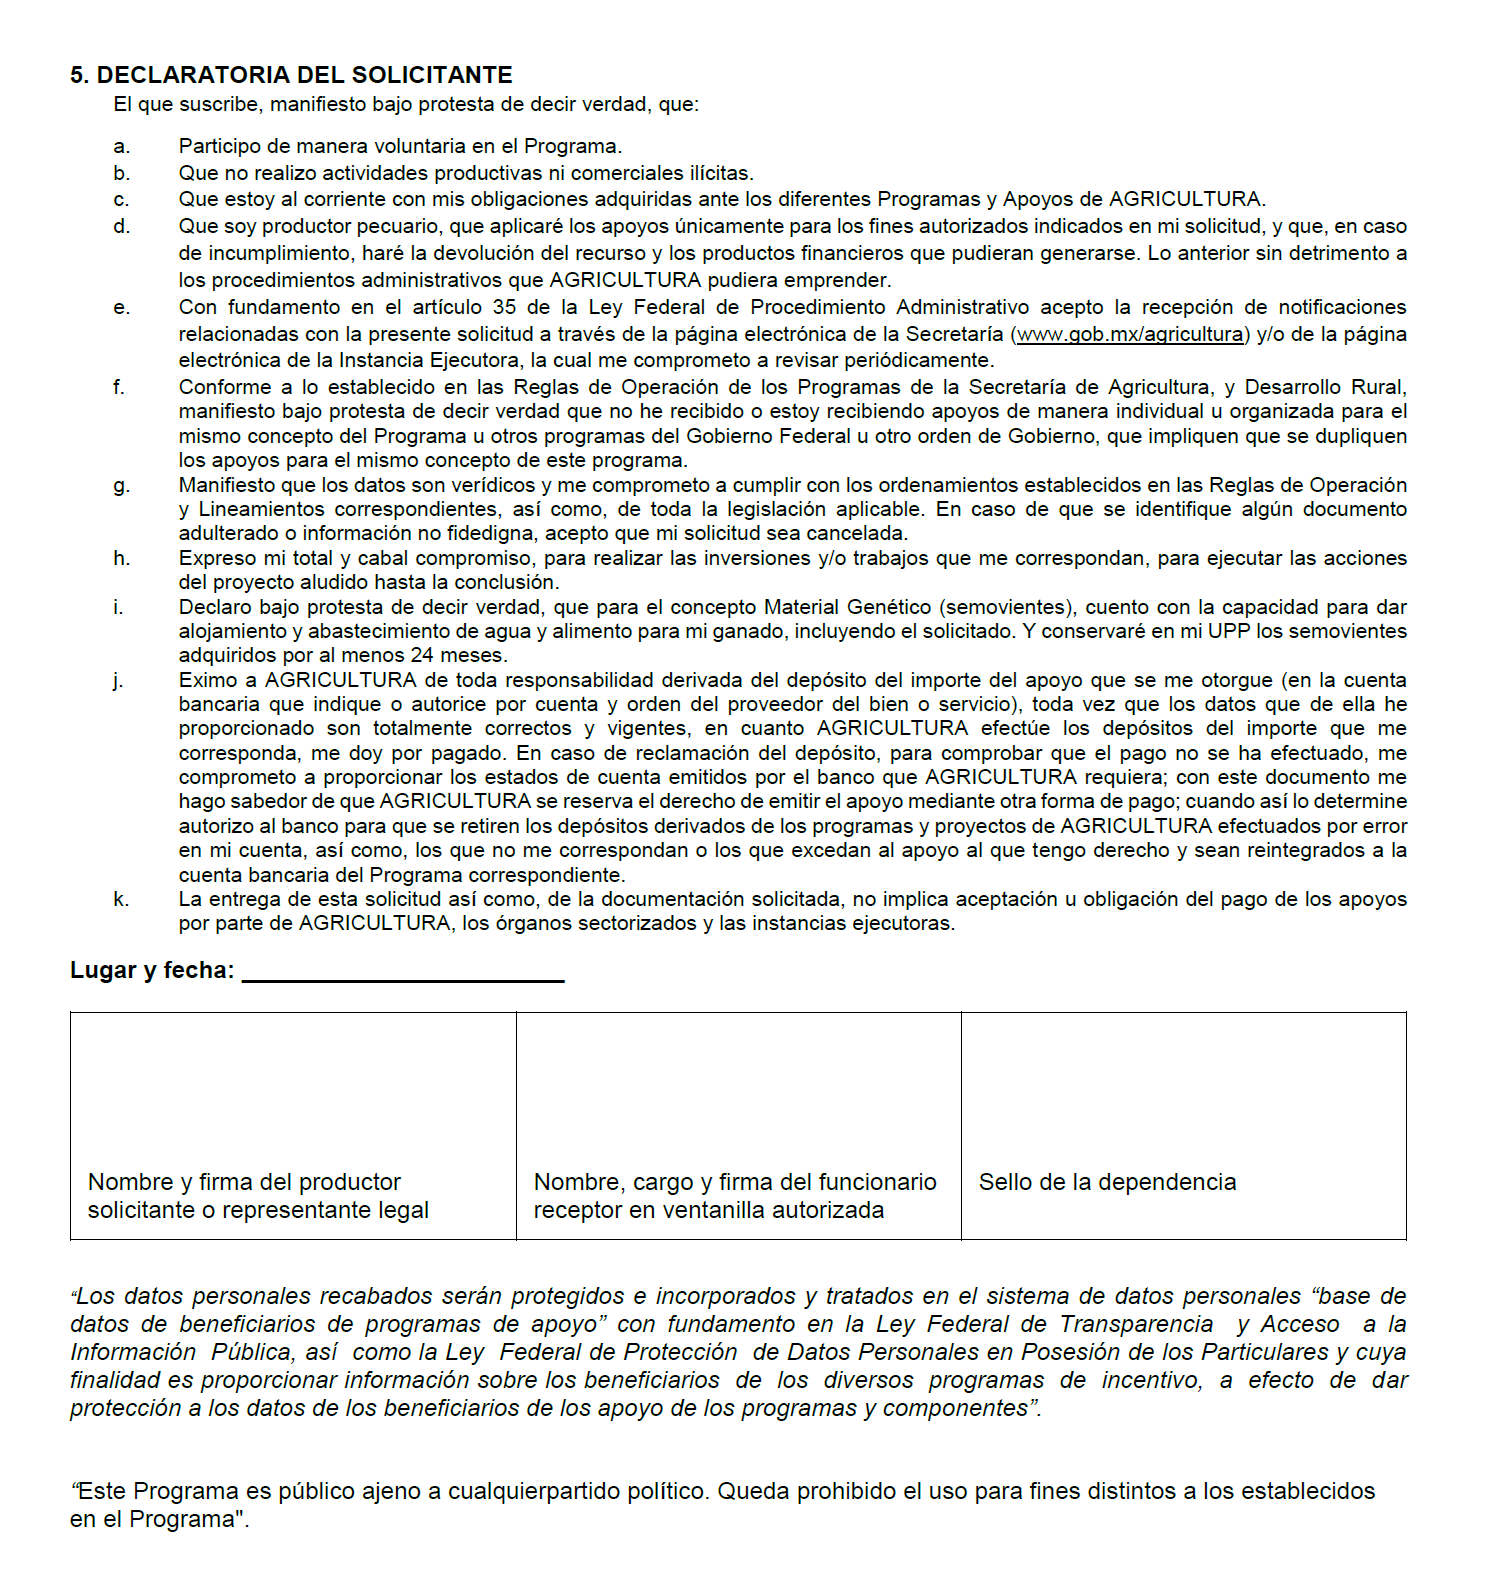 5. DECLARATORIA DEL SOLICITANTE
El que suscribe, manifiesto bajo protesta de decir verdad, que:
a. Participo de manera voluntaria en el Programa.
b. Que no realizo actividades productivas ni comerciales ilícitas.
c. Que estoy al corriente con mis obligaciones adquiridas ante los diferentes Programas y Apoyos de AGRICULTURA.
d. Que soy productor pecuario, que aplicaré los apoyos únicamente para los fines autorizados indicados en mi solicitud, y que, en caso
de incumplimiento, haré la devolución del recurso y los productos financieros que pudieran generarse. Lo anterior sin detrimento a
los procedimientos administrativos que AGRICULTURA pudiera emprender.
e. Con fundamento en el artículo 35 de la Ley Federal de Procedimiento Administrativo acepto la recepción de notificaciones
relacionadas con la presente solicitud a través de la página electrónica de la Secretaría (www.gob.mx/agricultura) y/o de la página
electrónica de la Instancia Ejecutora, la cual me comprometo a revisar periódicamente.
f. Conforme a lo establecido en las Reglas de Operación de los Programas de la Secretaría de Agricultura, y Desarrollo Rural,
manifiesto bajo protesta de decir verdad que no he recibido o estoy recibiendo apoyos de manera individual u organizada para el
mismo concepto del Programa u otros programas del Gobierno Federal u otro orden de Gobierno, que impliquen que se dupliquen
los apoyos para el mismo concepto de este programa.
g. Manifiesto que los datos son verídicos y me comprometo a cumplir con los ordenamientos establecidos en las Reglas de Operación
y Lineamientos correspondientes, así como, de toda la legislación aplicable. En caso de que se identifique algún documento
adulterado o información no fidedigna, acepto que mi solicitud sea cancelada.
h. Expreso mi total y cabal compromiso, para realizar las inversiones y/o trabajos que me correspondan, para ejecutar las acciones
del proyecto aludido hasta la conclusión.
i. Declaro bajo protesta de decir verdad, que para el concepto Material Genético (semovientes), cuento con la capacidad para dar
alojamiento y abastecimiento de agua y alimento para mi ganado, incluyendo el solicitado. Y conservaré en mi UPP los semovientes
adquiridos por al menos 24 meses.
j. Eximo a AGRICULTURA de toda responsabilidad derivada del depósito del importe del apoyo que se me otorgue (en la cuenta
bancaria que indique o autorice por cuenta y orden del proveedor del bien o servicio), toda vez que los datos que de ella he
proporcionado son totalmente correctos y vigentes, en cuanto AGRICULTURA efectúe los depósitos del importe que me
corresponda, me doy por pagado. En caso de reclamación del depósito, para comprobar que el pago no se ha efectuado, me
comprometo a proporcionar los estados de cuenta emitidos por el banco que AGRICULTURA requiera; con este documento me
hago sabedor de que AGRICULTURA se reserva el derecho de emitir el apoyo mediante otra forma de pago; cuando así lo determine
autorizo al banco para que se retiren los depósitos derivados de los programas y proyectos de AGRICULTURA efectuados por error
en mi cuenta, así como, los que no me correspondan o los que excedan al apoyo al que tengo derecho y sean reintegrados a la
cuenta bancaria del Programa correspondiente.
k. La entrega de esta solicitud así como, de la documentación solicitada, no implica aceptación u obligación del pago de los apoyos
por parte de AGRICULTURA, los órganos sectorizados y las instancias ejecutoras.
Lugar y fecha:
Nombre y firma del productor
solicitante o representante legal
Nombre, cargo y firma del funcionario
receptor en ventanilla autorizada
Sello de la dependencia
“Los datos personales recabados serán protegidos e incorporados y tratados en el sistema de datos personales “base de
datos de beneficiarios de programas de apoyo” con fundamento en la Ley Federal de Transparencia y Acceso a la
Información Pública, así como la Ley Federal de Protección de Datos Personales en Posesión de los Particulares y cuya
finalidad es proporcionar información sobre los beneficiarios de los diversos programas de incentivo, a efecto de dar
protección a los datos de los beneficiarios de los apoyo de los programas y componentes”.
“Este Programa es público ajeno a cualquierpartido político. Queda prohibido el uso para fines distintos a los establecidos
en el Programa".